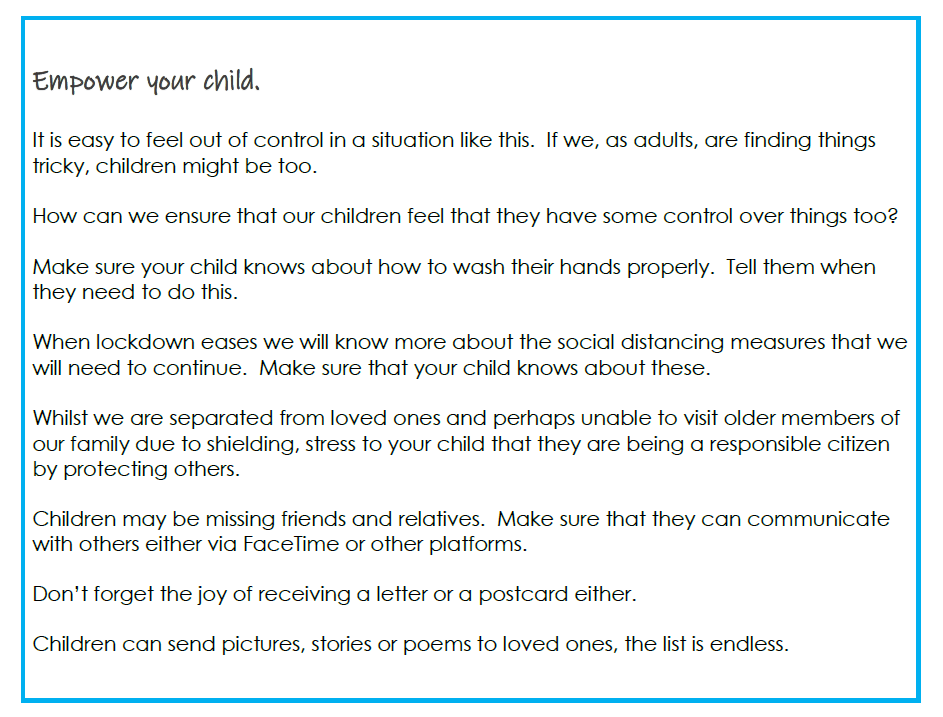 Empower your child.
It is easy to feel out of control in a situation like this.  If we, as adults, are finding things
tricky, children might be too.
How can we ensure that our children feel that they have some control over things too?
Make sure your child knows about how to wash their hands properly.  Tell them when
they need to do this.
When lockdown eases we will know more about the social distancing measures that we
will need to continue.  Make sure that your child knows about these.
Whilst we are separated from loved ones and perhaps unable to visit older members of
our family due to shielding, stress to your child that they are being a responsible citizen
by protecting others.
Children may be missing friends and relatives.  Make sure that they can communicate
with others either via FaceTime or other platforms.
Don’t forget the joy of receiving a letter or a postcard either.
Children can send pictures, stories or poems to loved ones, the list is endless.